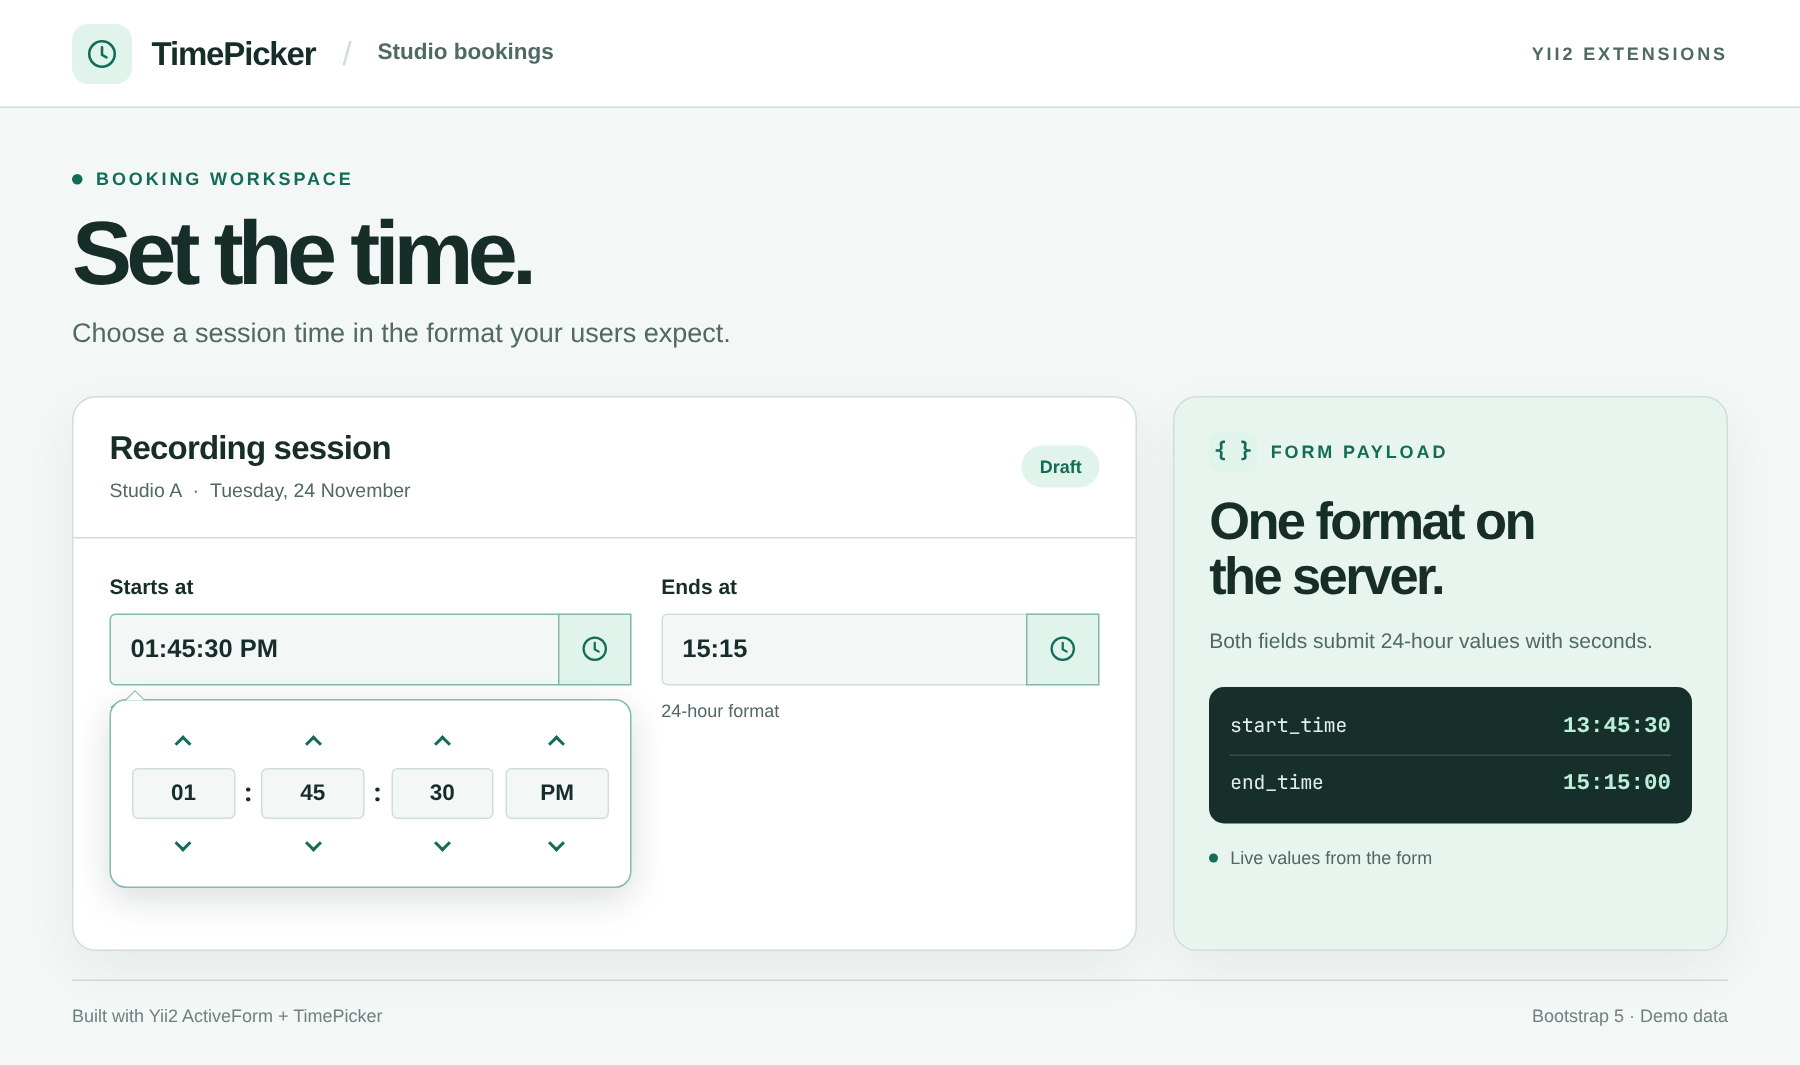 TimePicker / Studio bookings
YII2 EXTENSIONS
BOOKING WORKSPACE
Set the time.
Choose a session time in the format your users expect.
Recording session
Studio A · Tuesday, 24 November
Draft
Starts at
01:45:30 PM
01 : 45 : 30 PM
Ends at
15:15
24-hour format
{ } FORM PAYLOAD
One format on
the server.
Both fields submit 24-hour values with seconds.
start_time 13:45:30
end_time 15:15:00
Live values from the form
Built with Yii2 ActiveForm + TimePicker
Bootstrap 5 · Demo data